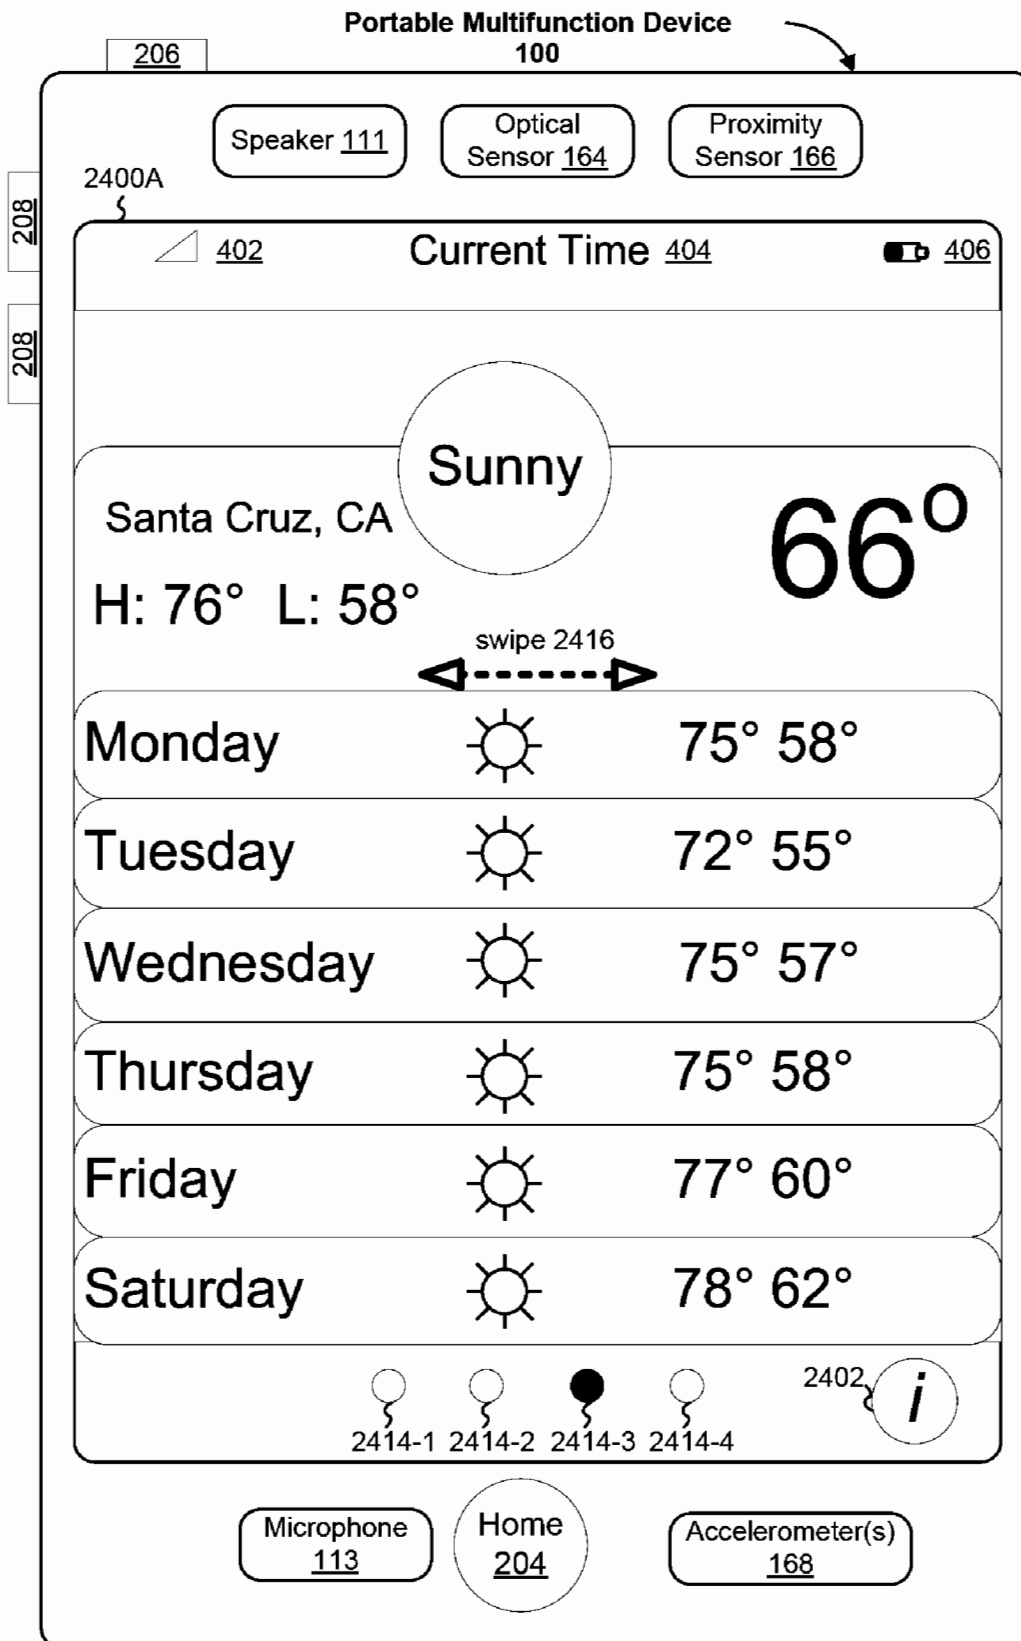 Portable Multifunction Device
100
206
Speaker 111
Optical
Sensor 164
Proximity
Sensor 166
2400A
208
402
Current Time 404
406
208
Sunny
Santa Cruz, CA
66°
H: 76° L: 58°
swipe 2416
Monday 75° 58°
Tuesday 72° 55°
Wednesday 75° 57°
Thursday 75° 58°
Friday 77° 60°
Saturday 78° 62°
2402
i
2414-1 2414-2 2414-3 2414-4
Microphone
113
Home
204
Accelerometer(s)
168